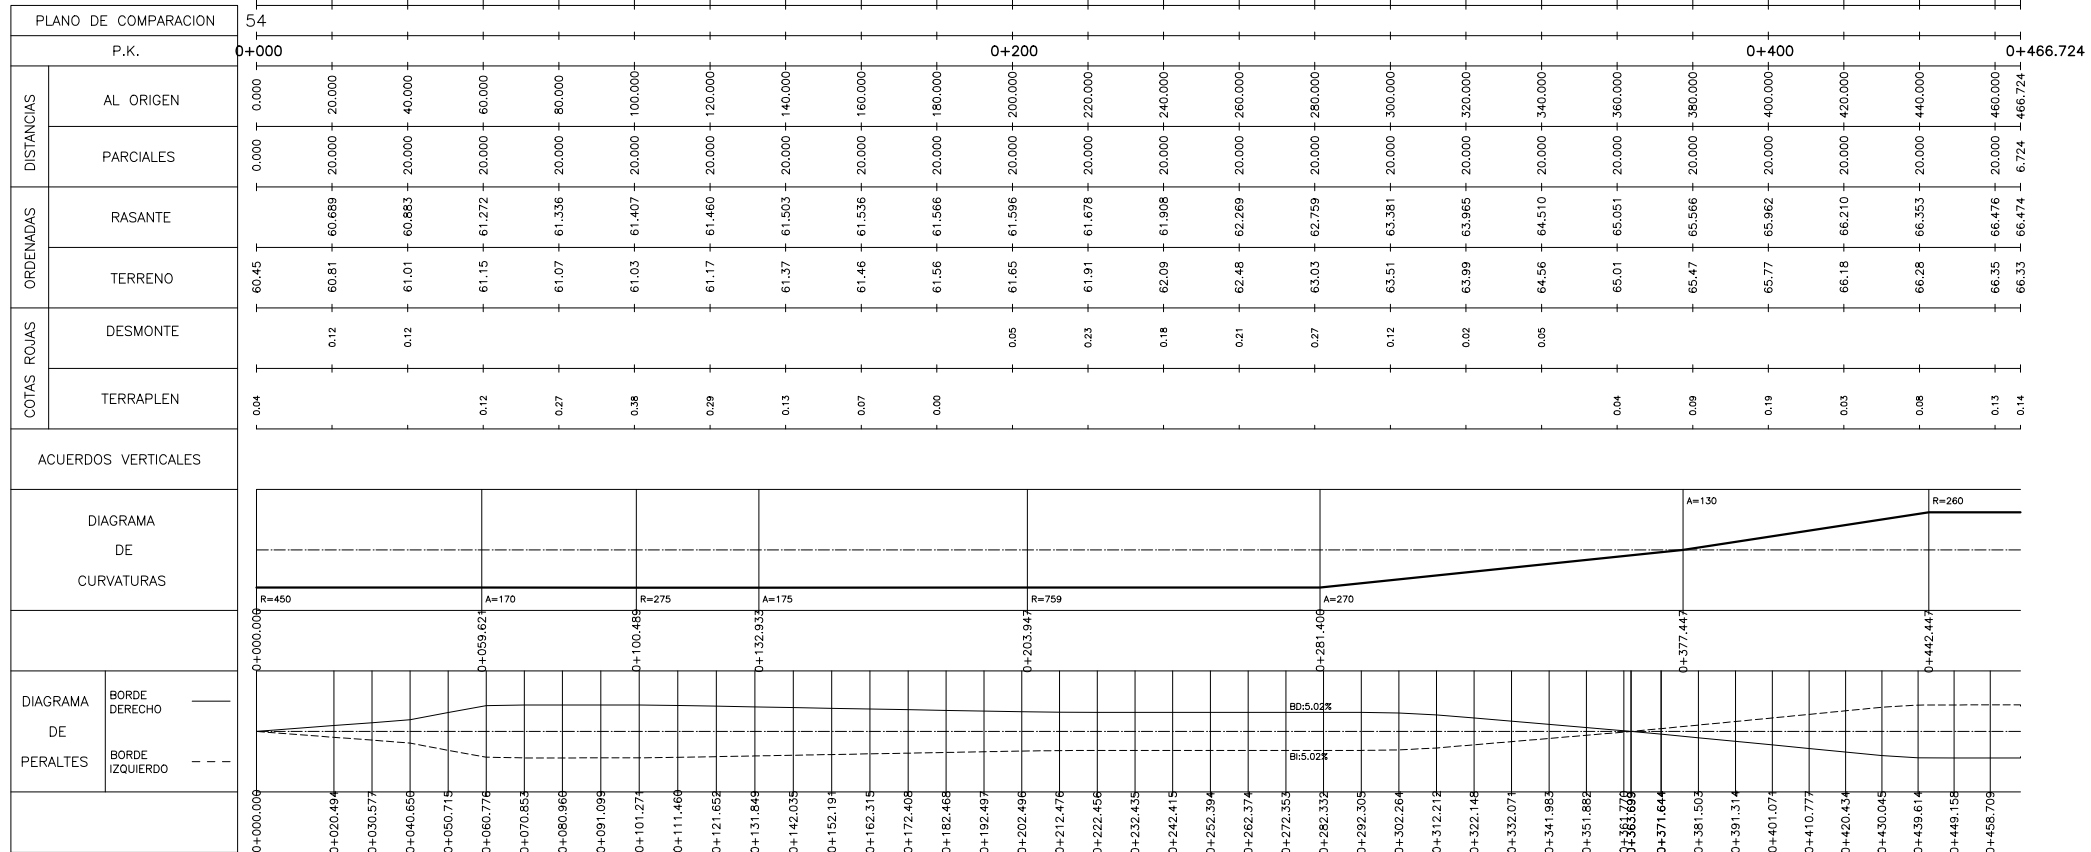 PLANO DE COMPARACION 54
P.K. 0+000 0+200 0+400 0+466.724
DISTANCIAS
AL ORIGEN 0.000 20.000 40.000 60.000 80.000 100.000 120.000 140.000 160.000 180.000 200.000 220.000 240.000 260.000 280.000 300.000 320.000 340.000 360.000 380.000 400.000 420.000 440.000 460.000 466.724
PARCIALES 0.000 20.000 20.000 20.000 20.000 20.000 20.000 20.000 20.000 20.000 20.000 20.000 20.000 20.000 20.000 20.000 20.000 20.000 20.000 20.000 20.000 20.000 20.000 20.000 6.724
ORDENADAS
RASANTE 60.689 60.883 61.272 61.336 61.407 61.460 61.503 61.536 61.566 61.596 61.678 61.908 62.269 62.759 63.381 63.965 64.510 65.051 65.566 65.962 66.210 66.353 66.476 66.474
TERRENO 60.45 60.81 61.01 61.15 61.07 61.03 61.17 61.37 61.46 61.56 61.65 61.91 62.09 62.48 63.03 63.51 63.99 64.56 65.01 65.47 65.77 66.18 66.28 66.35 66.33
COTAS ROJAS
DESMONTE 0.12 0.12 0.05 0.23 0.18 0.21 0.27 0.12 0.02 0.05
TERRAPLEN 0.04 0.12 0.27 0.38 0.29 0.13 0.07 0.00 0.04 0.09 0.19 0.03 0.08 0.13 0.14
ACUERDOS VERTICALES
DIAGRAMA
DE
CURVATURAS
A=130 R=260
R=450 A=170 R=275 A=175 R=759 A=270
0+000.000 0+059.621 0+100.489 0+132.933 0+203.947 0+281.400 0+377.447 0+442.447
DIAGRAMA
DE
PERALTES
BORDE
DERECHO
BORDE
IZQUIERDO
BD:5.02%
BI:5.02%
0+000.000 0+020.494 0+030.577 0+040.650 0+050.715 0+060.776 0+070.853 0+080.960 0+091.099 0+101.271 0+111.460 0+121.652 0+131.849 0+142.035 0+152.191 0+162.315 0+172.408 0+182.468 0+192.497 0+202.496 0+212.476 0+222.456 0+232.435 0+242.415 0+252.394 0+262.374 0+272.353 0+282.332 0+292.305 0+302.264 0+312.212 0+322.148 0+332.071 0+341.983 0+351.882 0+361.770 0+363.699 0+371.644 0+381.503 0+391.314 0+401.071 0+410.777 0+420.434 0+430.045 0+439.614 0+449.158 0+458.709